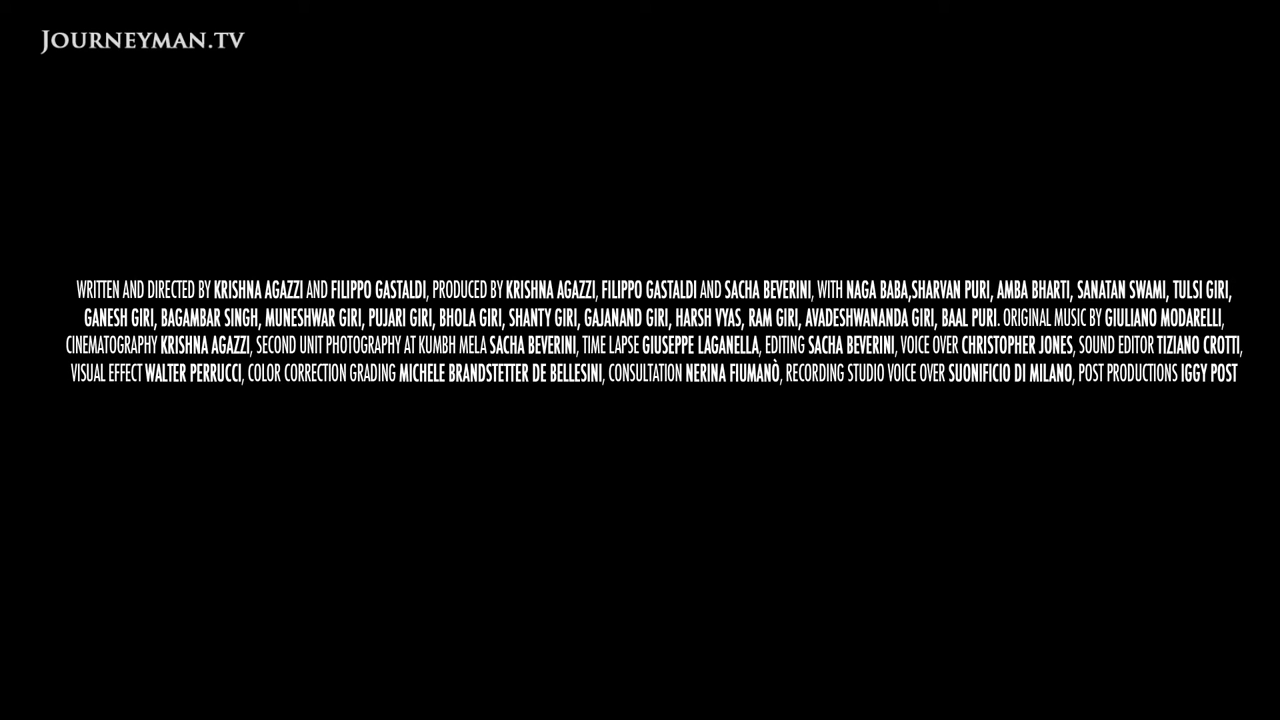 JOURNEYMAN.TV
WRITTEN AND DIRECTED BY KRISHNA AGAZZI AND FILIPPO GASTALDI, PRODUCED BY KRISHNA AGAZZI, FILIPPO GASTALDI AND SACHA BEVERINI, WITH NAGA BABA,SHARVAN PURI, AMBA BHARTI, SANATAN SWAMI, TULSI GIRI,
GANESH GIRI, BAGAMBAR SINGH, MUNESHWAR GIRI, PUJARI GIRI, BHOLA GIRI, SHANTY GIRI, GAJANAND GIRI, HARSH VYAS, RAM GIRI, AVADESHWANANDA GIRI, BAAL PURI. ORIGINAL MUSIC BY GIULIANO MODARELLI,
CINEMATOGRAPHY KRISHNA AGAZZI, SECOND UNIT PHOTOGRAPHY AT KUMBH MELA SACHA BEVERINI, TIME LAPSE GIUSEPPE LAGANELLA, EDITING SACHA BEVERINI, VOICE OVER CHRISTOPHER JONES, SOUND EDITOR TIZIANO CROTTI,
VISUAL EFFECT WALTER PERRUCCI, COLOR CORRECTION GRADING MICHELE BRANDSTETTER DE BELLESINI, CONSULTATION NERINA FIUMANÒ, RECORDING STUDIO VOICE OVER SUONIFICIO DI MILANO, POST PRODUCTIONS IGGY POST